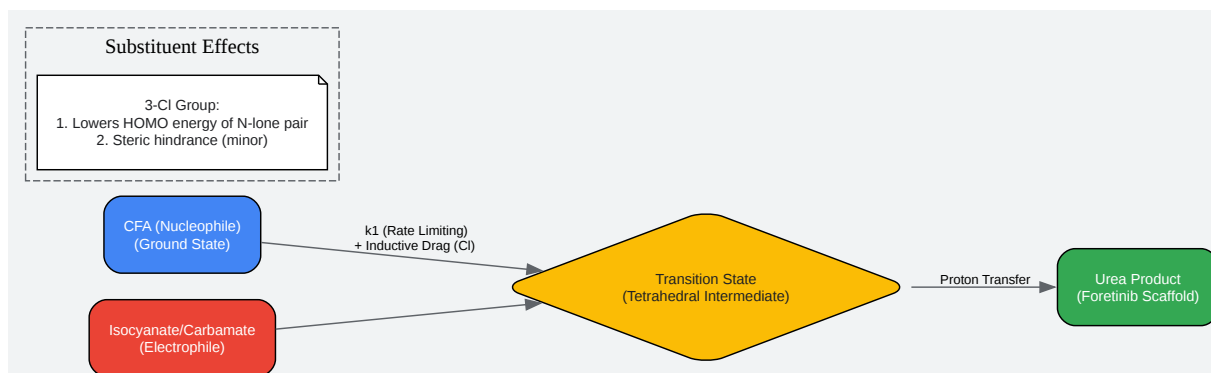 Substituent Effects
3-Cl Group:
1. Lowers HOMO energy of N-lone pair
2. Steric hindrance (minor)
CFA (Nucleophile)
(Ground State)
k1 (Rate Limiting)
+ Inductive Drag (Cl)
Isocyanate/Carbamate
(Electrophile)
Transition State
(Tetrahedral Intermediate)
Proton Transfer
Urea Product
(Foretinib Scaffold)